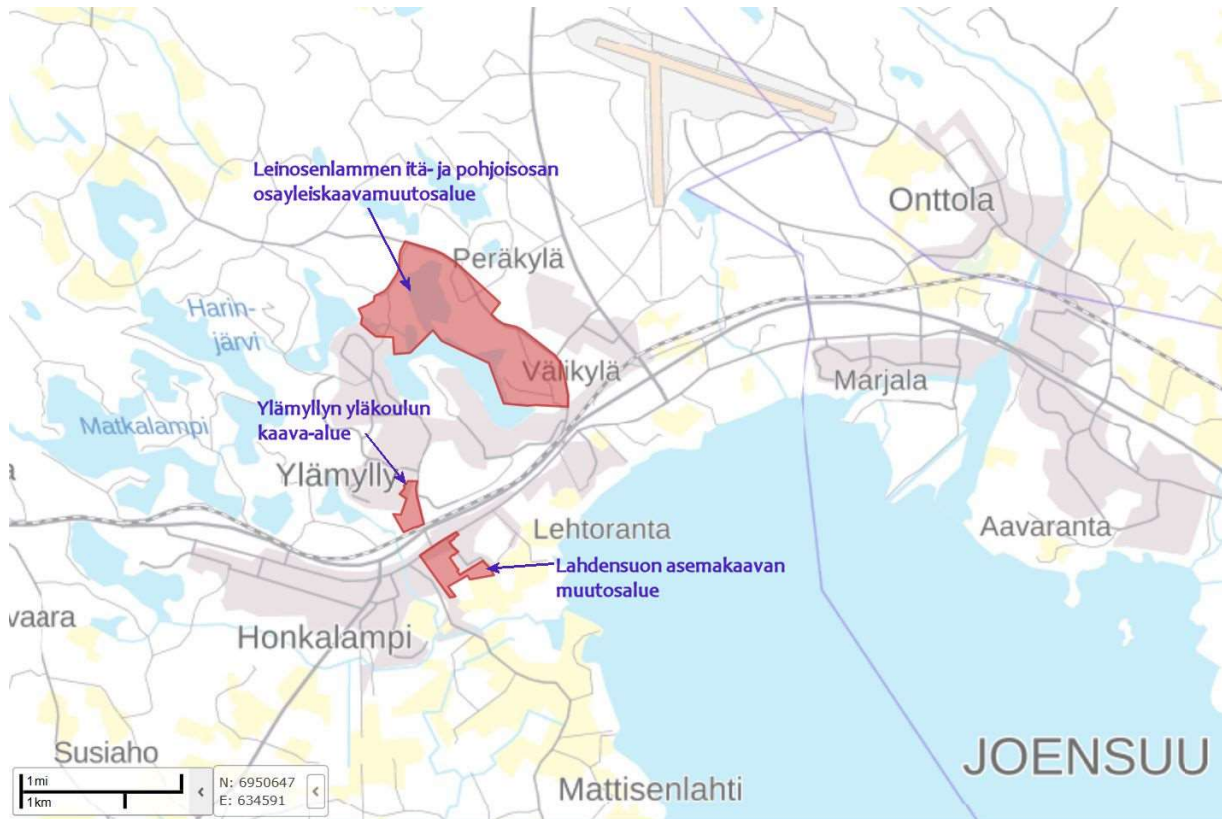 Leinosenlammen itä- ja pohjoisosan
osayleiskaavamuutosalue
Onttola
Peräkylä
Harin-
järvi
Välikylä
Marjala
Ylämyllyn yläkoulun
kaava-alue
Matkalampi
Ylämylly
Lehtoranta
Aavaranta
Lahdensuon asemakaavan
muutosalue
vaara
Honkalampi
Susiaho
JOENSUU
Mattisenlahti
1mi
1km
N: 6950647
E: 634591